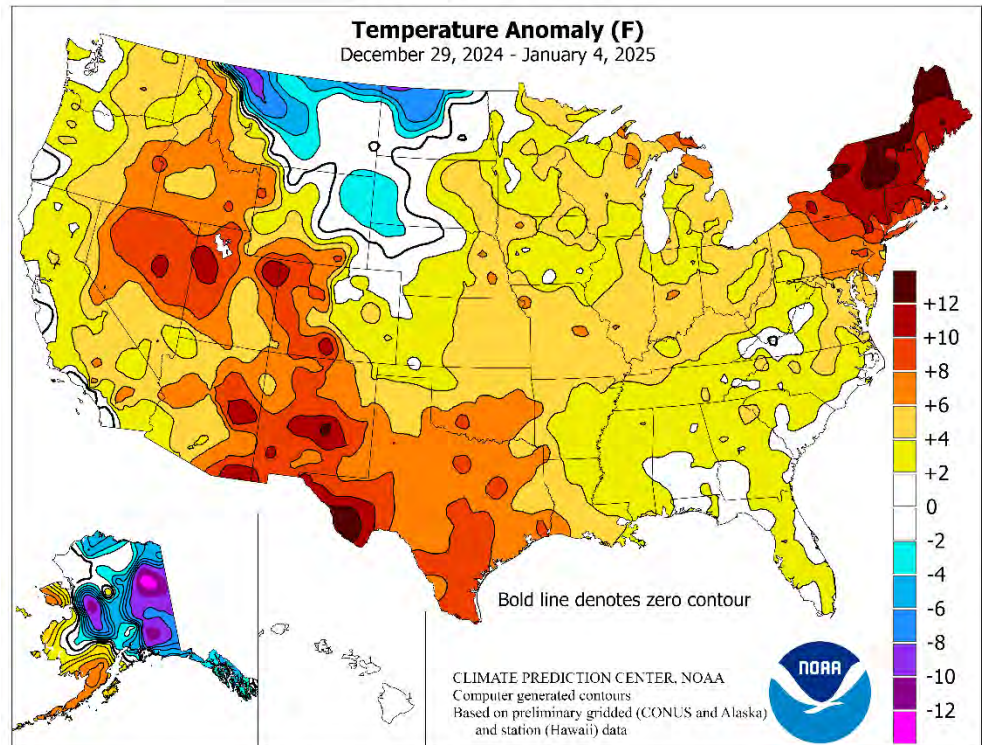 Temperature Anomaly (F)
December 29, 2024 - January 4, 2025
+12
+10
+8
+6
+4
+2
0
-2
-4
-6
-8
-10
-12
Bold line denotes zero contour
CLIMATE PREDICTION CENTER, NOAA
Computer generated contours
Based on preliminary gridded (CONUS and Alaska)
and station (Hawaii) data
NOAA